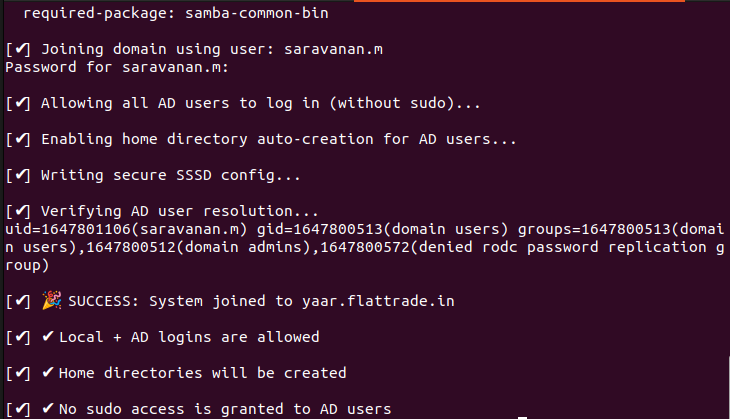 required-package: samba-common-bin
[✔] Joining domain using user: saravanan.m
Password for saravanan.m:
[✔] Allowing all AD users to log in (without sudo)...
[✔] Enabling home directory auto-creation for AD users...
[✔] Writing secure SSSD config...
[✔] Verifying AD user resolution...
uid=1647801106(saravanan.m) gid=1647800513(domain users) groups=1647800513(domai
n users),1647800512(domain admins),1647800572(denied rodc password replication g
roup)
[✔] 🎉 SUCCESS: System joined to yaar.flattrade.in
[✔] ✔ Local + AD logins are allowed
[✔] ✔ Home directories will be created
[✔] ✔ No sudo access is granted to AD users